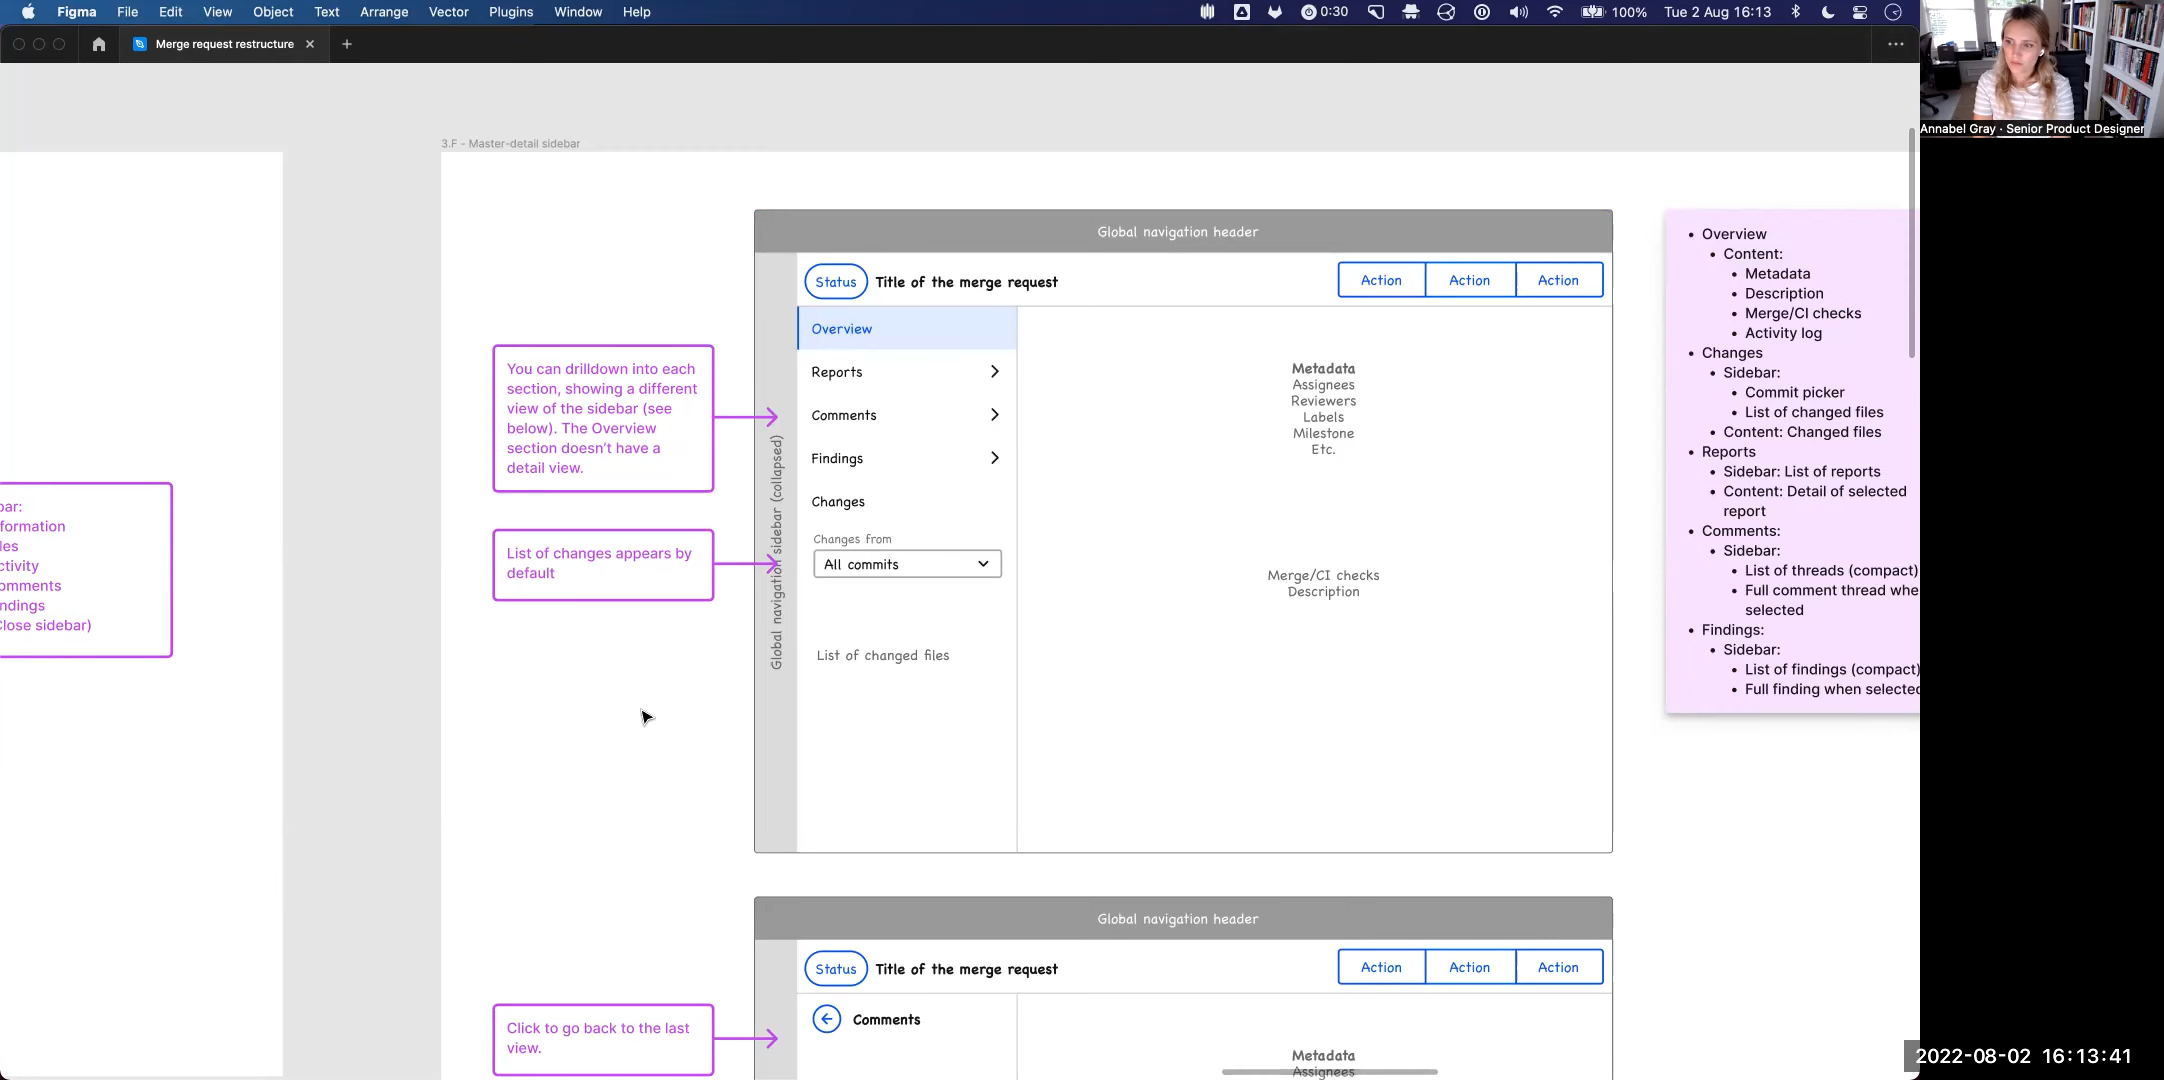 Figma File Edit View Object Text Arrange Vector Plugins Window Help
0:30 100% Tue 2 Aug 16:13
Merge request restructure
Annabel Gray · Senior Product Designer
3.F - Master-detail sidebar
bar:
formation
les
ctivity
omments
ndings
Close sidebar)
You can drilldown into each
section, showing a different
view of the sidebar (see
below). The Overview
section doesn't have a
detail view.
List of changes appears by
default
Global navigation header
Global navigation sidebar (collapsed)
Status Title of the merge request
Action Action Action
Overview
Reports
Comments
Findings
Changes
Changes from
All commits
List of changed files
Metadata
Assignees
Reviewers
Labels
Milestone
Etc.
Merge/CI checks
Description
• Overview
• Content:
• Metadata
• Description
• Merge/CI checks
• Activity log
• Changes
• Sidebar:
• Commit picker
• List of changed files
• Content: Changed files
• Reports
• Sidebar: List of reports
• Content: Detail of selected
report
• Comments:
• Sidebar:
• List of threads (compact)
• Full comment thread whe
selected
• Findings:
• Sidebar:
• List of findings (compact)
• Full finding when selected
Global navigation header
Status Title of the merge request
Action Action Action
Click to go back to the last
view.
Comments
Metadata
Assignees
2022-08-02 16:13:41